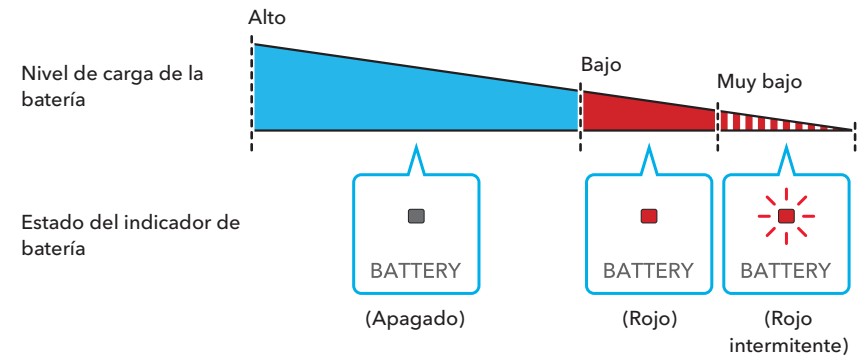 Alto
Bajo
Muy bajo
Nivel de carga de la
batería
Estado del indicador de
batería
BATTERY
BATTERY
BATTERY
(Apagado)
(Rojo)
(Rojo
intermitente)